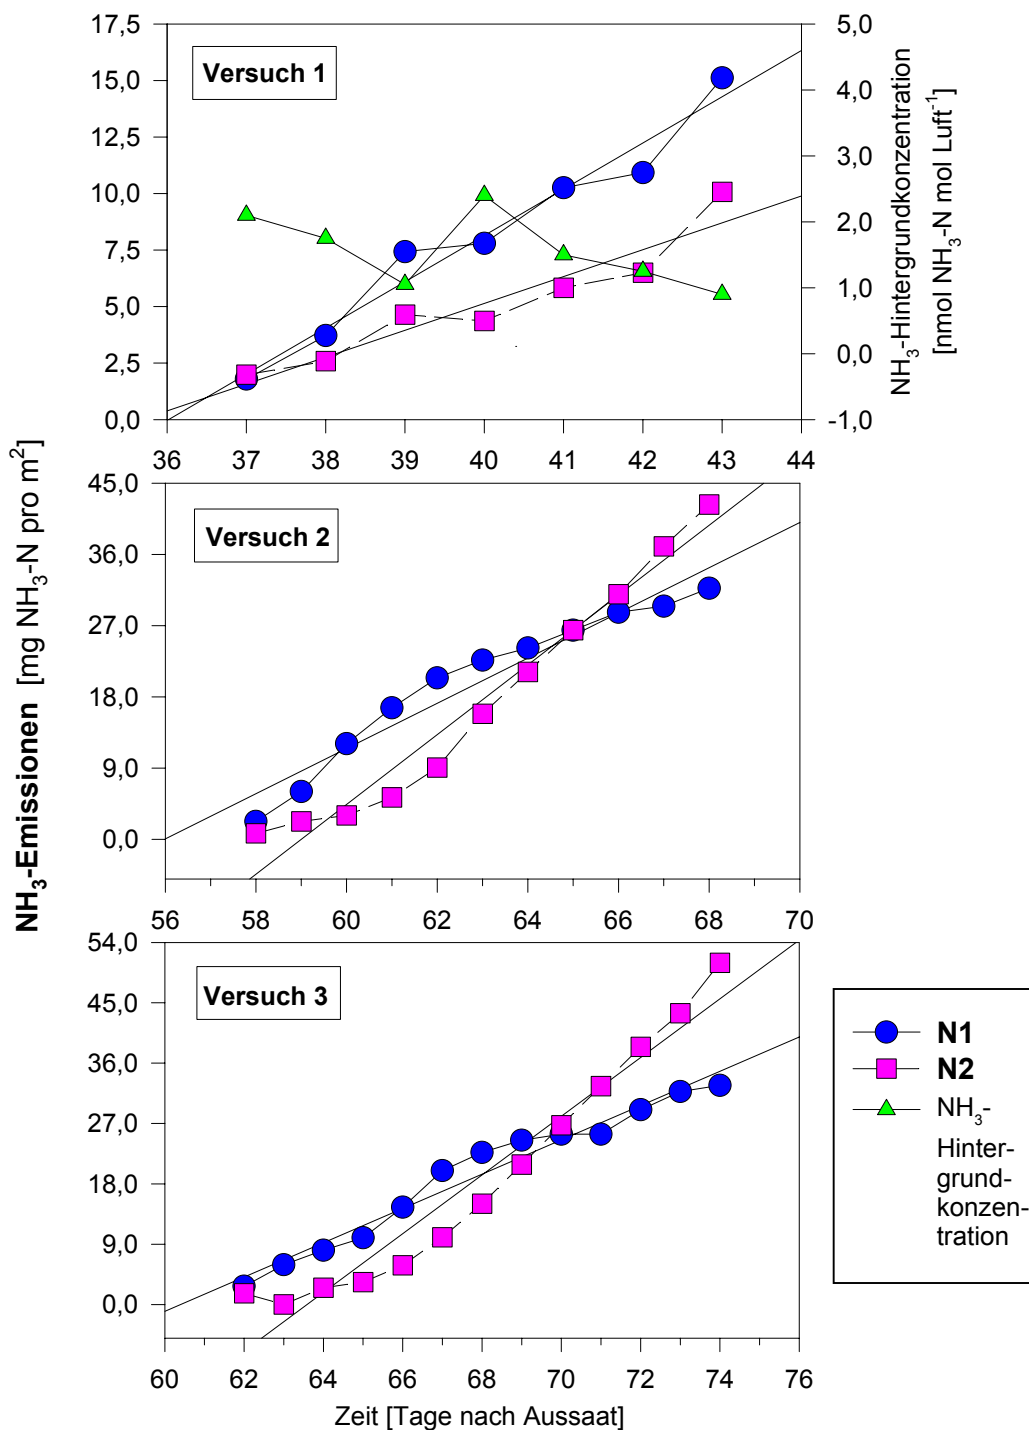 NH₃-Emissionen [mg NH₃-N pro m²]
Versuch 1
17,5
15,0
12,5
10,0
7,5
5,0
2,5
0,0
5,0
4,0
3,0
2,0
1,0
0,0
-1,0
NH₃-Hintergrundkonzentration
[nmol NH₃-N mol Luft⁻¹]
36 37 38 39 40 41 42 43 44
Versuch 2
45,0
36,0
27,0
18,0
9,0
0,0
56 58 60 62 64 66 68 70
Versuch 3
54,0
45,0
36,0
27,0
18,0
9,0
0,0
60 62 64 66 68 70 72 74 76
Zeit [Tage nach Aussaat]
N1
N2
NH₃-
Hinter-
grund-
konzen-
tration